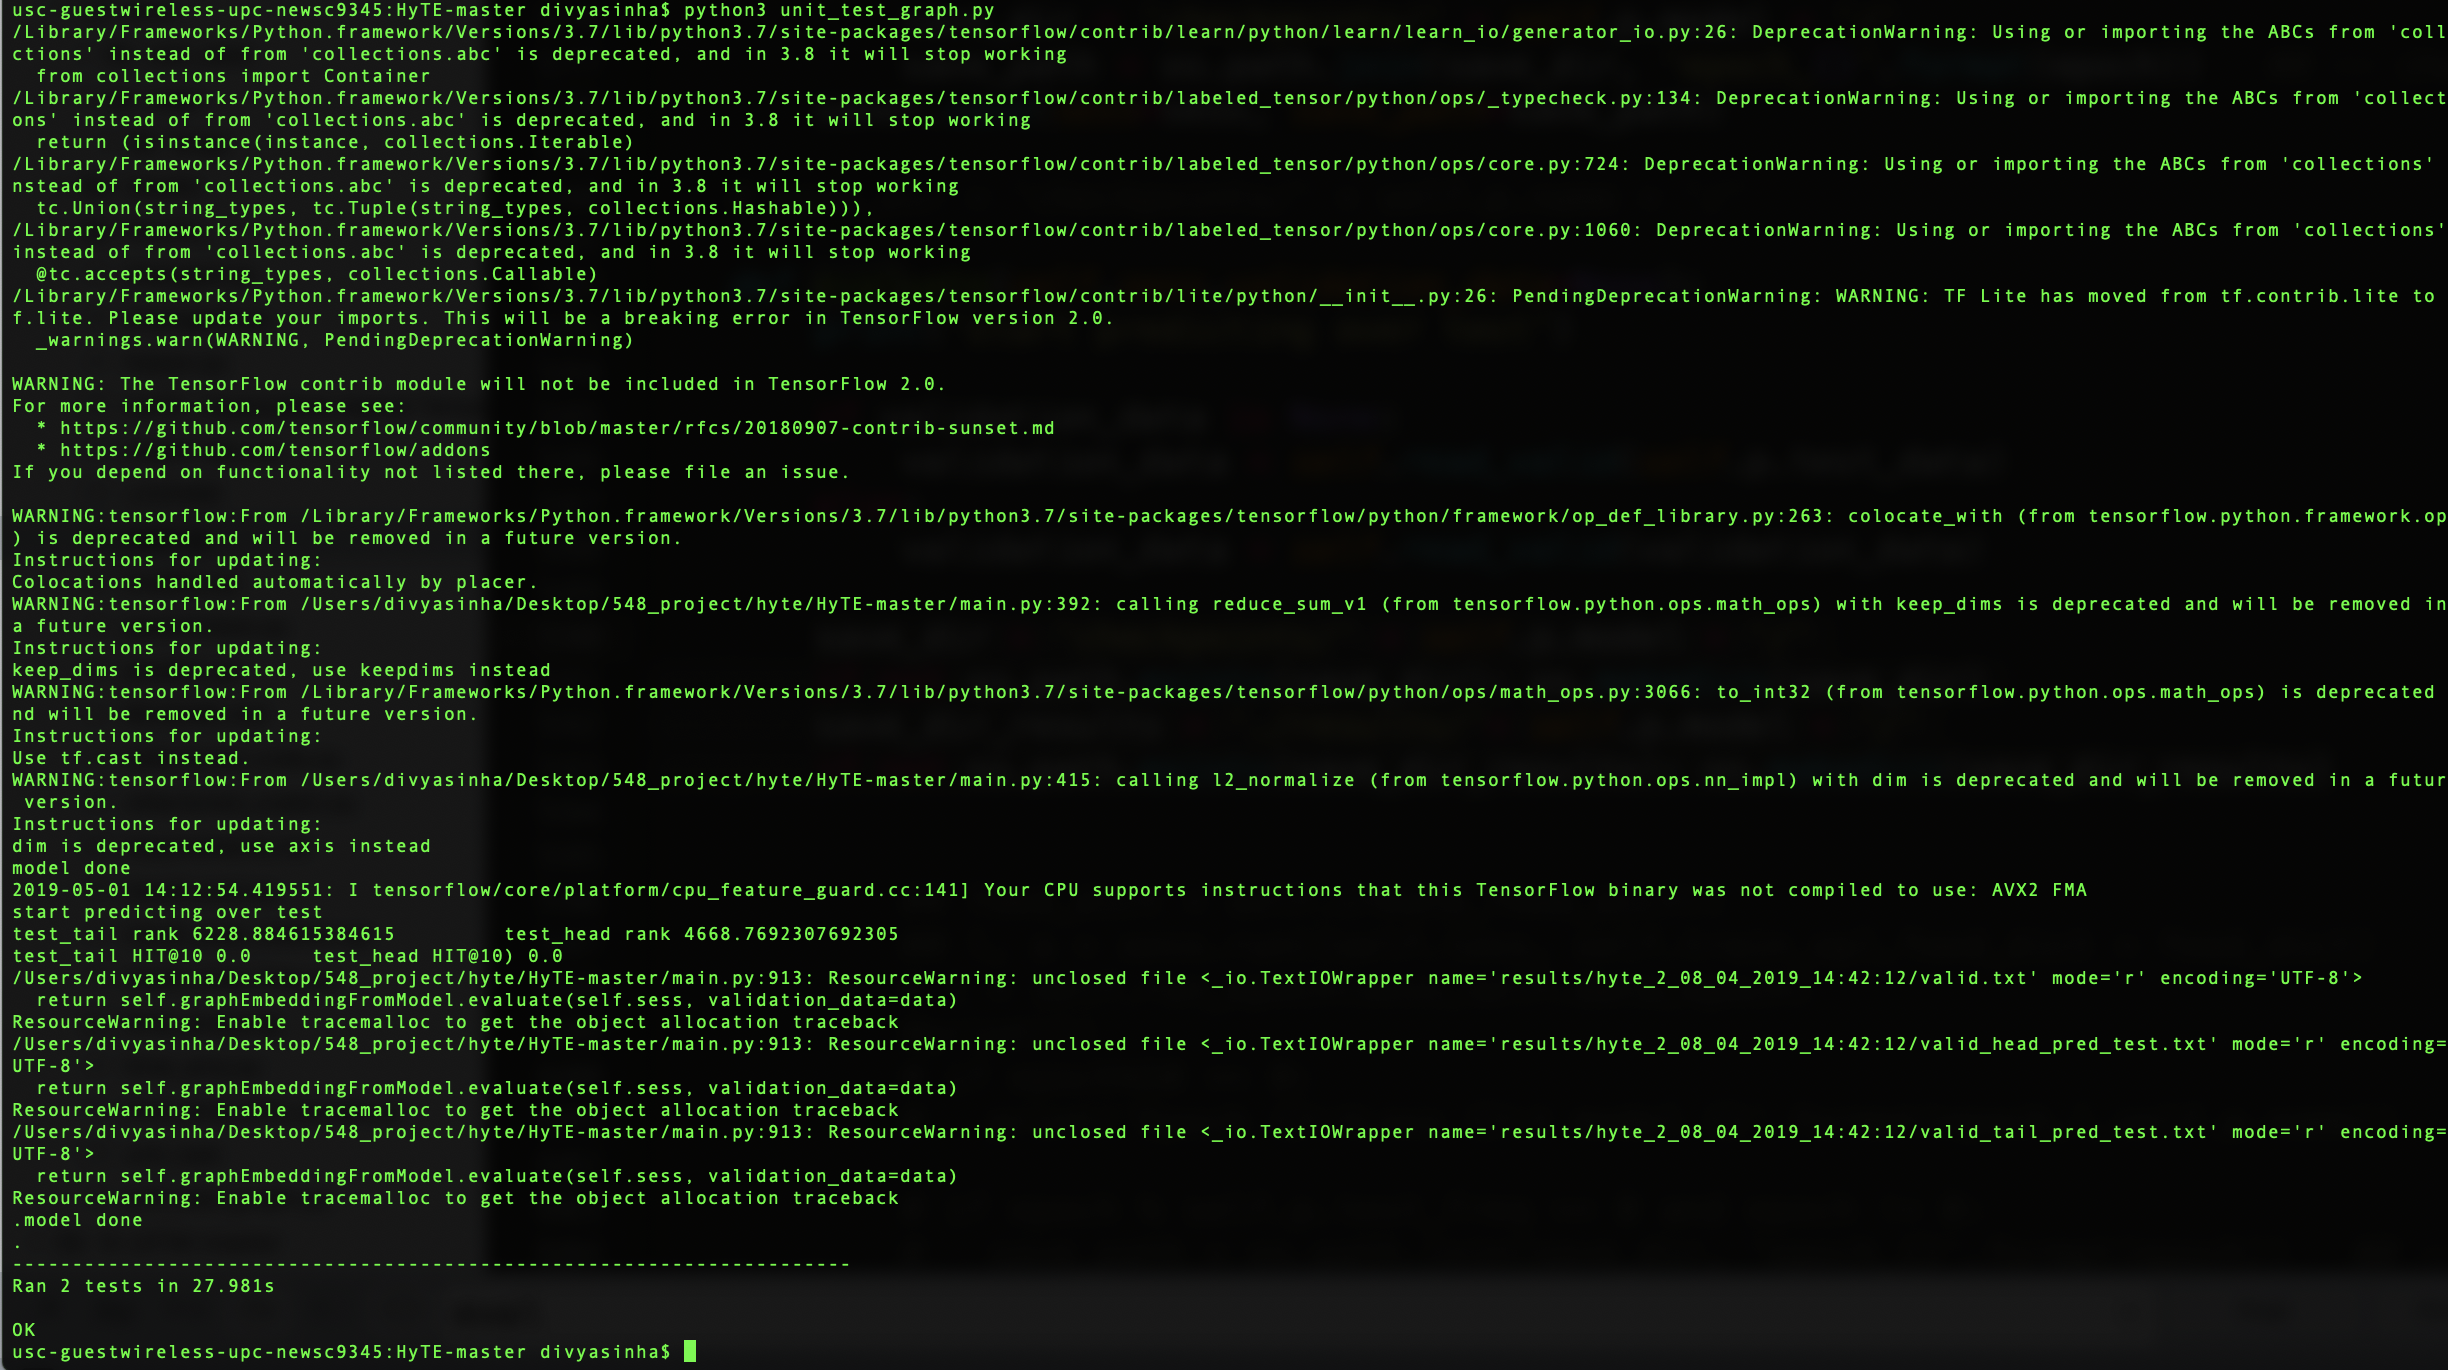 usc-guestwireless-upc-newsc9345:HyTE-master divyasinha$ python3 unit_test_graph.py
/Library/Frameworks/Python.framework/Versions/3.7/lib/python3.7/site-packages/tensorflow/contrib/learn/python/learn/learn_io/generator_io.py:26: DeprecationWarning: Using or importing the ABCs from 'coll
ctions' instead of from 'collections.abc' is deprecated, and in 3.8 it will stop working
  from collections import Container
/Library/Frameworks/Python.framework/Versions/3.7/lib/python3.7/site-packages/tensorflow/contrib/labeled_tensor/python/ops/_typecheck.py:134: DeprecationWarning: Using or importing the ABCs from 'collect
ons' instead of from 'collections.abc' is deprecated, and in 3.8 it will stop working
  return (isinstance(instance, collections.Iterable)
/Library/Frameworks/Python.framework/Versions/3.7/lib/python3.7/site-packages/tensorflow/contrib/labeled_tensor/python/ops/core.py:724: DeprecationWarning: Using or importing the ABCs from 'collections'
nstead of from 'collections.abc' is deprecated, and in 3.8 it will stop working
  tc.Union(string_types, tc.Tuple(string_types, collections.Hashable))),
/Library/Frameworks/Python.framework/Versions/3.7/lib/python3.7/site-packages/tensorflow/contrib/labeled_tensor/python/ops/core.py:1060: DeprecationWarning: Using or importing the ABCs from 'collections'
instead of from 'collections.abc' is deprecated, and in 3.8 it will stop working
  @tc.accepts(string_types, collections.Callable)
/Library/Frameworks/Python.framework/Versions/3.7/lib/python3.7/site-packages/tensorflow/contrib/lite/python/__init__.py:26: PendingDeprecationWarning: WARNING: TF Lite has moved from tf.contrib.lite to
f.lite. Please update your imports. This will be a breaking error in TensorFlow version 2.0.
  _warnings.warn(WARNING, PendingDeprecationWarning)

WARNING: The TensorFlow contrib module will not be included in TensorFlow 2.0.
For more information, please see:
  * https://github.com/tensorflow/community/blob/master/rfcs/20180907-contrib-sunset.md
  * https://github.com/tensorflow/addons
If you depend on functionality not listed there, please file an issue.

WARNING:tensorflow:From /Library/Frameworks/Python.framework/Versions/3.7/lib/python3.7/site-packages/tensorflow/python/framework/op_def_library.py:263: colocate_with (from tensorflow.python.framework.op
) is deprecated and will be removed in a future version.
Instructions for updating:
Colocations handled automatically by placer.
WARNING:tensorflow:From /Users/divyasinha/Desktop/548_project/hyte/HyTE-master/main.py:392: calling reduce_sum_v1 (from tensorflow.python.ops.math_ops) with keep_dims is deprecated and will be removed in
a future version.
Instructions for updating:
keep_dims is deprecated, use keepdims instead
WARNING:tensorflow:From /Library/Frameworks/Python.framework/Versions/3.7/lib/python3.7/site-packages/tensorflow/python/ops/math_ops.py:3066: to_int32 (from tensorflow.python.ops.math_ops) is deprecated
nd will be removed in a future version.
Instructions for updating:
Use tf.cast instead.
WARNING:tensorflow:From /Users/divyasinha/Desktop/548_project/hyte/HyTE-master/main.py:415: calling l2_normalize (from tensorflow.python.ops.nn_impl) with dim is deprecated and will be removed in a futur
 version.
Instructions for updating:
dim is deprecated, use axis instead
model done
2019-05-01 14:12:54.419551: I tensorflow/core/platform/cpu_feature_guard.cc:141] Your CPU supports instructions that this TensorFlow binary was not compiled to use: AVX2 FMA
start predicting over test
test_tail rank 6228.884615384615         test_head rank 4668.7692307692305
test_tail HIT@10 0.0     test_head HIT@10) 0.0
/Users/divyasinha/Desktop/548_project/hyte/HyTE-master/main.py:913: ResourceWarning: unclosed file <_io.TextIOWrapper name='results/hyte_2_08_04_2019_14:42:12/valid.txt' mode='r' encoding='UTF-8'>
  return self.graphEmbeddingFromModel.evaluate(self.sess, validation_data=data)
ResourceWarning: Enable tracemalloc to get the object allocation traceback
/Users/divyasinha/Desktop/548_project/hyte/HyTE-master/main.py:913: ResourceWarning: unclosed file <_io.TextIOWrapper name='results/hyte_2_08_04_2019_14:42:12/valid_head_pred_test.txt' mode='r' encoding=
UTF-8'>
  return self.graphEmbeddingFromModel.evaluate(self.sess, validation_data=data)
ResourceWarning: Enable tracemalloc to get the object allocation traceback
/Users/divyasinha/Desktop/548_project/hyte/HyTE-master/main.py:913: ResourceWarning: unclosed file <_io.TextIOWrapper name='results/hyte_2_08_04_2019_14:42:12/valid_tail_pred_test.txt' mode='r' encoding=
UTF-8'>
  return self.graphEmbeddingFromModel.evaluate(self.sess, validation_data=data)
ResourceWarning: Enable tracemalloc to get the object allocation traceback
.model done
.
----------------------------------------------------------------------
Ran 2 tests in 27.981s

OK
usc-guestwireless-upc-newsc9345:HyTE-master divyasinha$